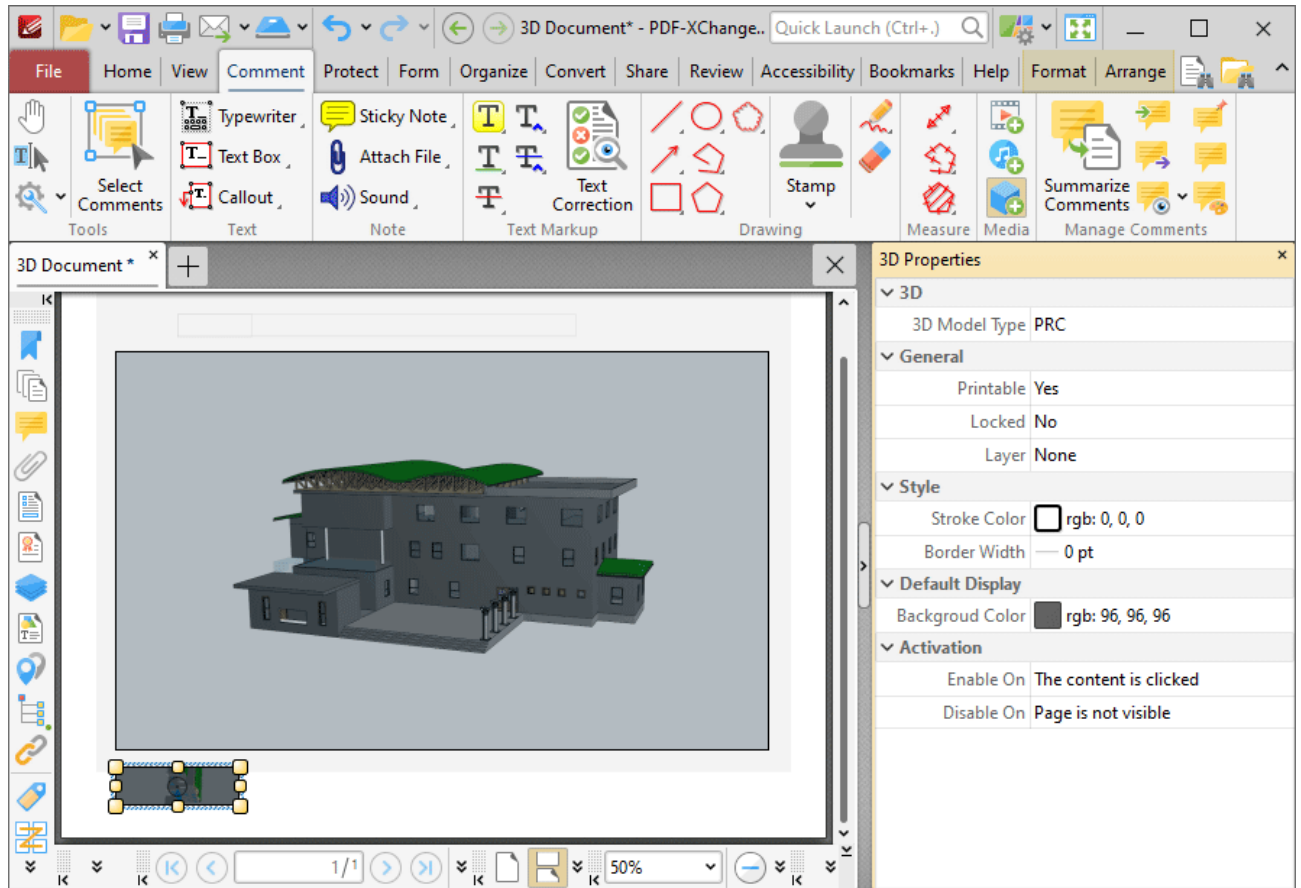 3D Document* - PDF-XChange.. Quick Launch (Ctrl+.)
File Home View Comment Protect Form Organize Convert Share Review Accessibility Bookmarks Help Format Arrange
Typewriter Sticky Note
Text Box Attach File
Select Comments Callout Sound Text Correction Stamp Summarize Comments
Tools Text Note Text Markup Drawing Measure Media Manage Comments
3D Document * 3D Properties
3D
3D Model Type PRC
General
Printable Yes
Locked No
Layer None
Style
Stroke Color rgb: 0, 0, 0
Border Width 0 pt
Default Display
Backgroud Color rgb: 96, 96, 96
Activation
Enable On The content is clicked
Disable On Page is not visible
1/1 50%